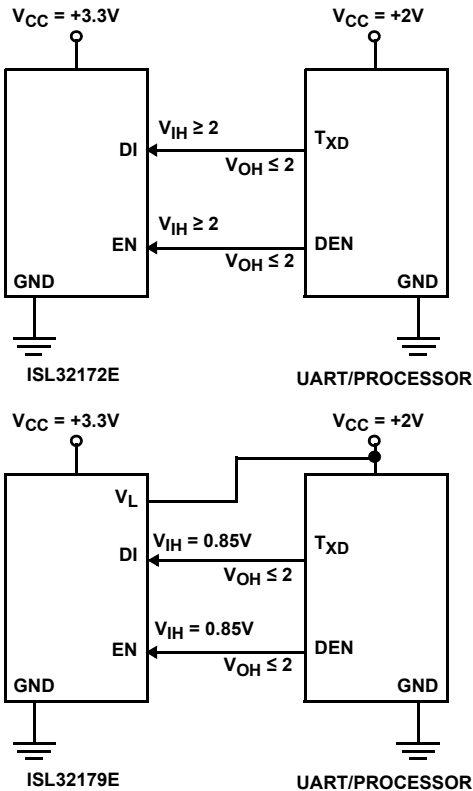 VCC = +3.3V VCC = +2V
DI VIH ≥ 2 VOH ≤ 2 TXD
EN VIH ≥ 2 VOH ≤ 2 DEN
GND GND
ISL32172E UART/PROCESSOR
VCC = +3.3V VCC = +2V
VL
DI VIH = 0.85V VOH ≤ 2 TXD
EN VIH = 0.85V VOH ≤ 2 DEN
GND GND
ISL32179E UART/PROCESSOR